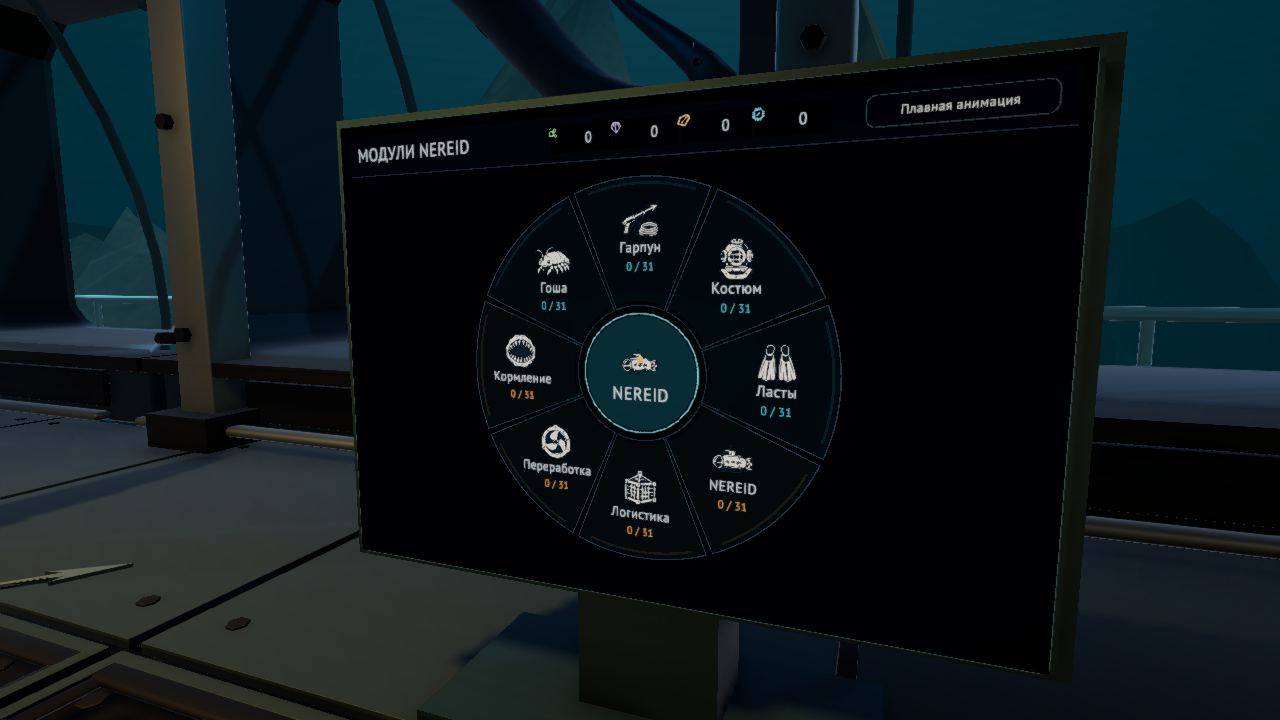 МОДУЛИ NEREID
0 0 0 0
Плавная анимация
Гарпун
0 / 31
Гоша
0 / 31
Костюм
0 / 31
Кормление
0 / 31
NEREID
Ласты
0 / 31
Переработка
0 / 31
NEREID
0 / 31
Логистика
0 / 31